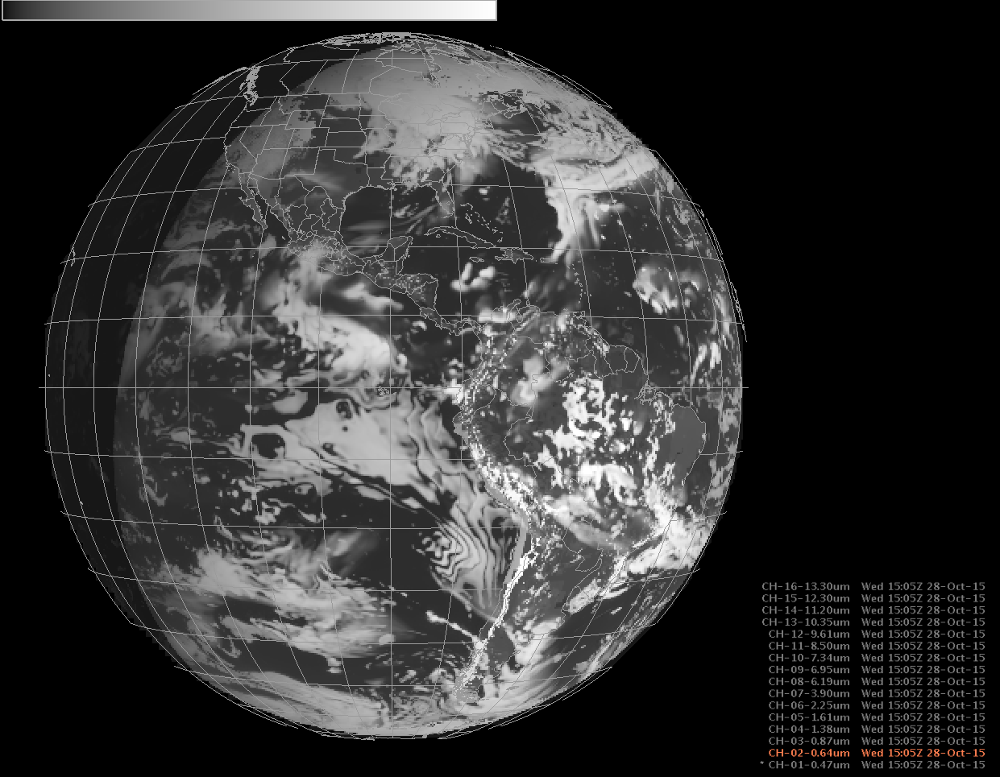 CH-16-13.30um Wed 15:05Z 28-Oct-15
CH-15-12.30um Wed 15:05Z 28-Oct-15
CH-14-11.20um Wed 15:05Z 28-Oct-15
CH-13-10.35um Wed 15:05Z 28-Oct-15
CH-12-9.61um Wed 15:05Z 28-Oct-15
CH-11-8.50um Wed 15:05Z 28-Oct-15
CH-10-7.34um Wed 15:05Z 28-Oct-15
CH-09-6.95um Wed 15:05Z 28-Oct-15
CH-08-6.19um Wed 15:05Z 28-Oct-15
CH-07-3.90um Wed 15:05Z 28-Oct-15
CH-06-2.25um Wed 15:05Z 28-Oct-15
CH-05-1.61um Wed 15:05Z 28-Oct-15
CH-04-1.38um Wed 15:05Z 28-Oct-15
CH-03-0.87um Wed 15:05Z 28-Oct-15
CH-02-0.64um Wed 15:05Z 28-Oct-15
* CH-01-0.47um Wed 15:05Z 28-Oct-15